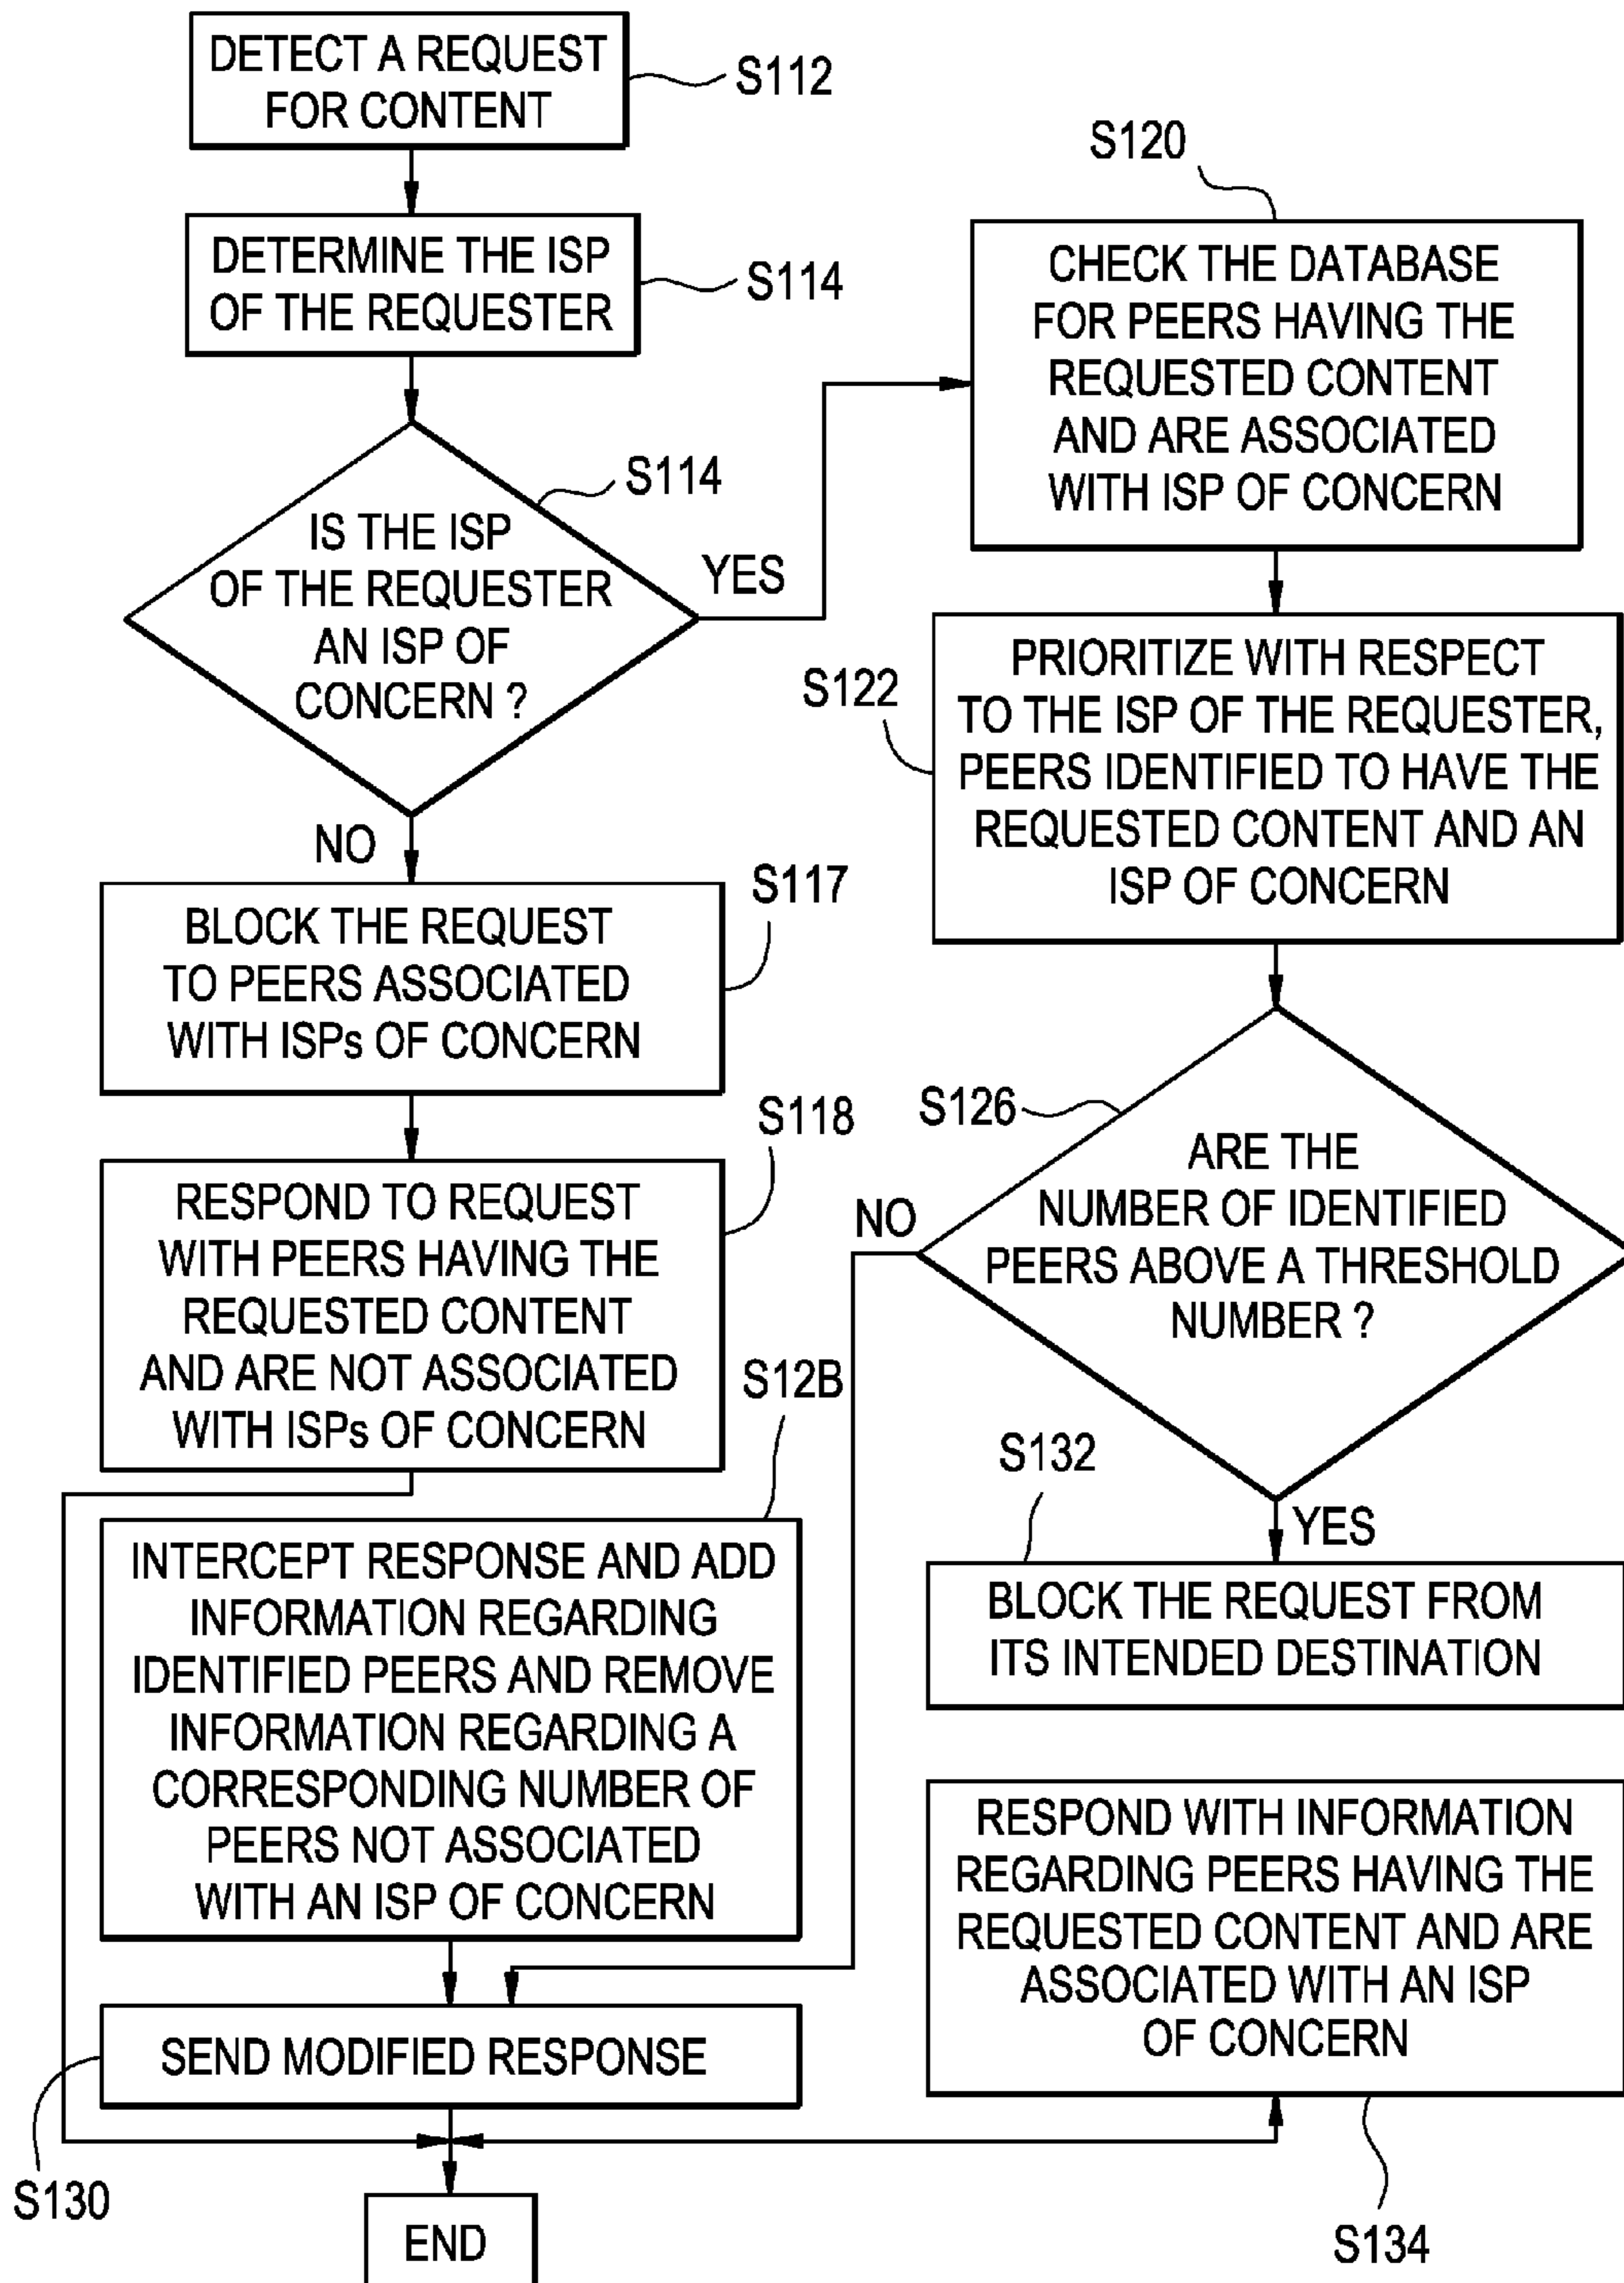 DETECT A REQUEST
FOR CONTENT
S112
DETERMINE THE ISP
OF THE REQUESTER
S114
IS THE ISP
OF THE REQUESTER
AN ISP OF
CONCERN ?
S114
YES
NO
BLOCK THE REQUEST
TO PEERS ASSOCIATED
WITH ISPs OF CONCERN
S117
RESPOND TO REQUEST
WITH PEERS HAVING THE
REQUESTED CONTENT
AND ARE NOT ASSOCIATED
WITH ISPs OF CONCERN
S118
S120
CHECK THE DATABASE
FOR PEERS HAVING THE
REQUESTED CONTENT
AND ARE ASSOCIATED
WITH ISP OF CONCERN
S122
PRIORITIZE WITH RESPECT
TO THE ISP OF THE REQUESTER,
PEERS IDENTIFIED TO HAVE THE
REQUESTED CONTENT AND AN
ISP OF CONCERN
S126
ARE THE
NUMBER OF IDENTIFIED
PEERS ABOVE A THRESHOLD
NUMBER ?
NO
YES
S12B
INTERCEPT RESPONSE AND ADD
INFORMATION REGARDING
IDENTIFIED PEERS AND REMOVE
INFORMATION REGARDING A
CORRESPONDING NUMBER OF
PEERS NOT ASSOCIATED
WITH AN ISP OF CONCERN
SEND MODIFIED RESPONSE
S130
S132
BLOCK THE REQUEST FROM
ITS INTENDED DESTINATION
RESPOND WITH INFORMATION
REGARDING PEERS HAVING THE
REQUESTED CONTENT AND ARE
ASSOCIATED WITH AN ISP
OF CONCERN
S134
END